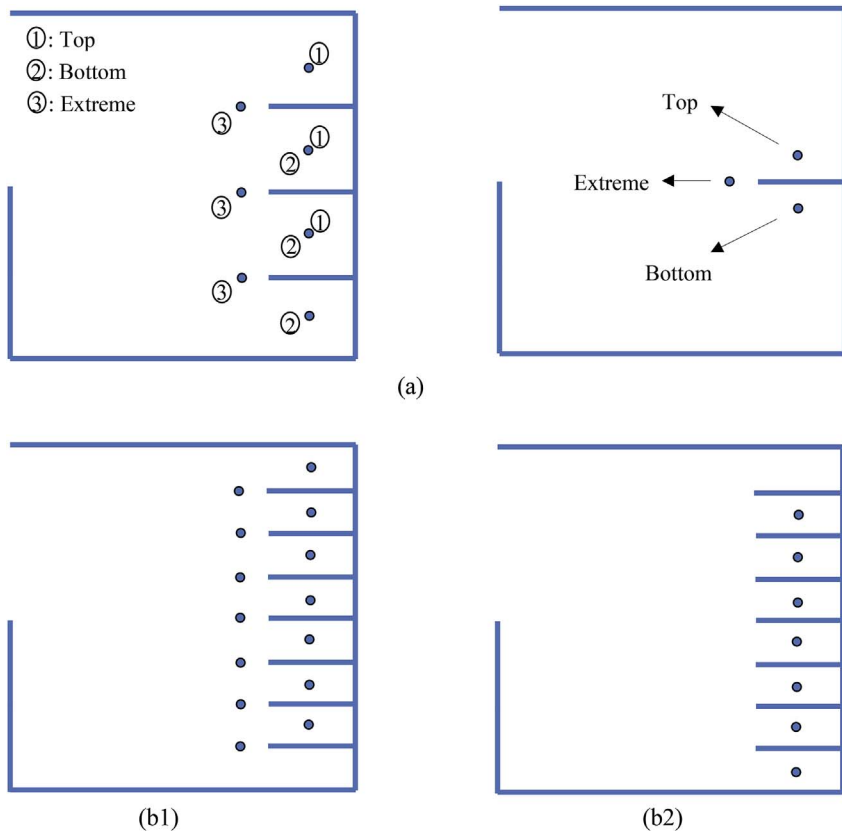 ①: Top
②: Bottom
③: Extreme
①
③
①
②
③
①
②
③
②
Top
Extreme
Bottom
(a)
(b1)
(b2)